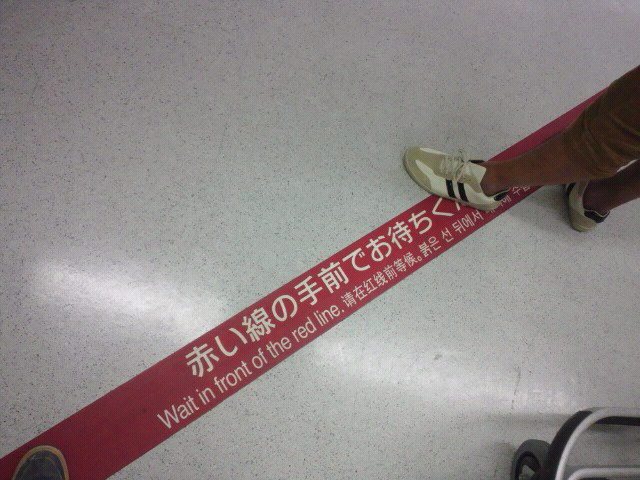 赤い線の手前でお待ちく
Wait in front of the red line. 请在红线前等候。붉은 선 뒤에서